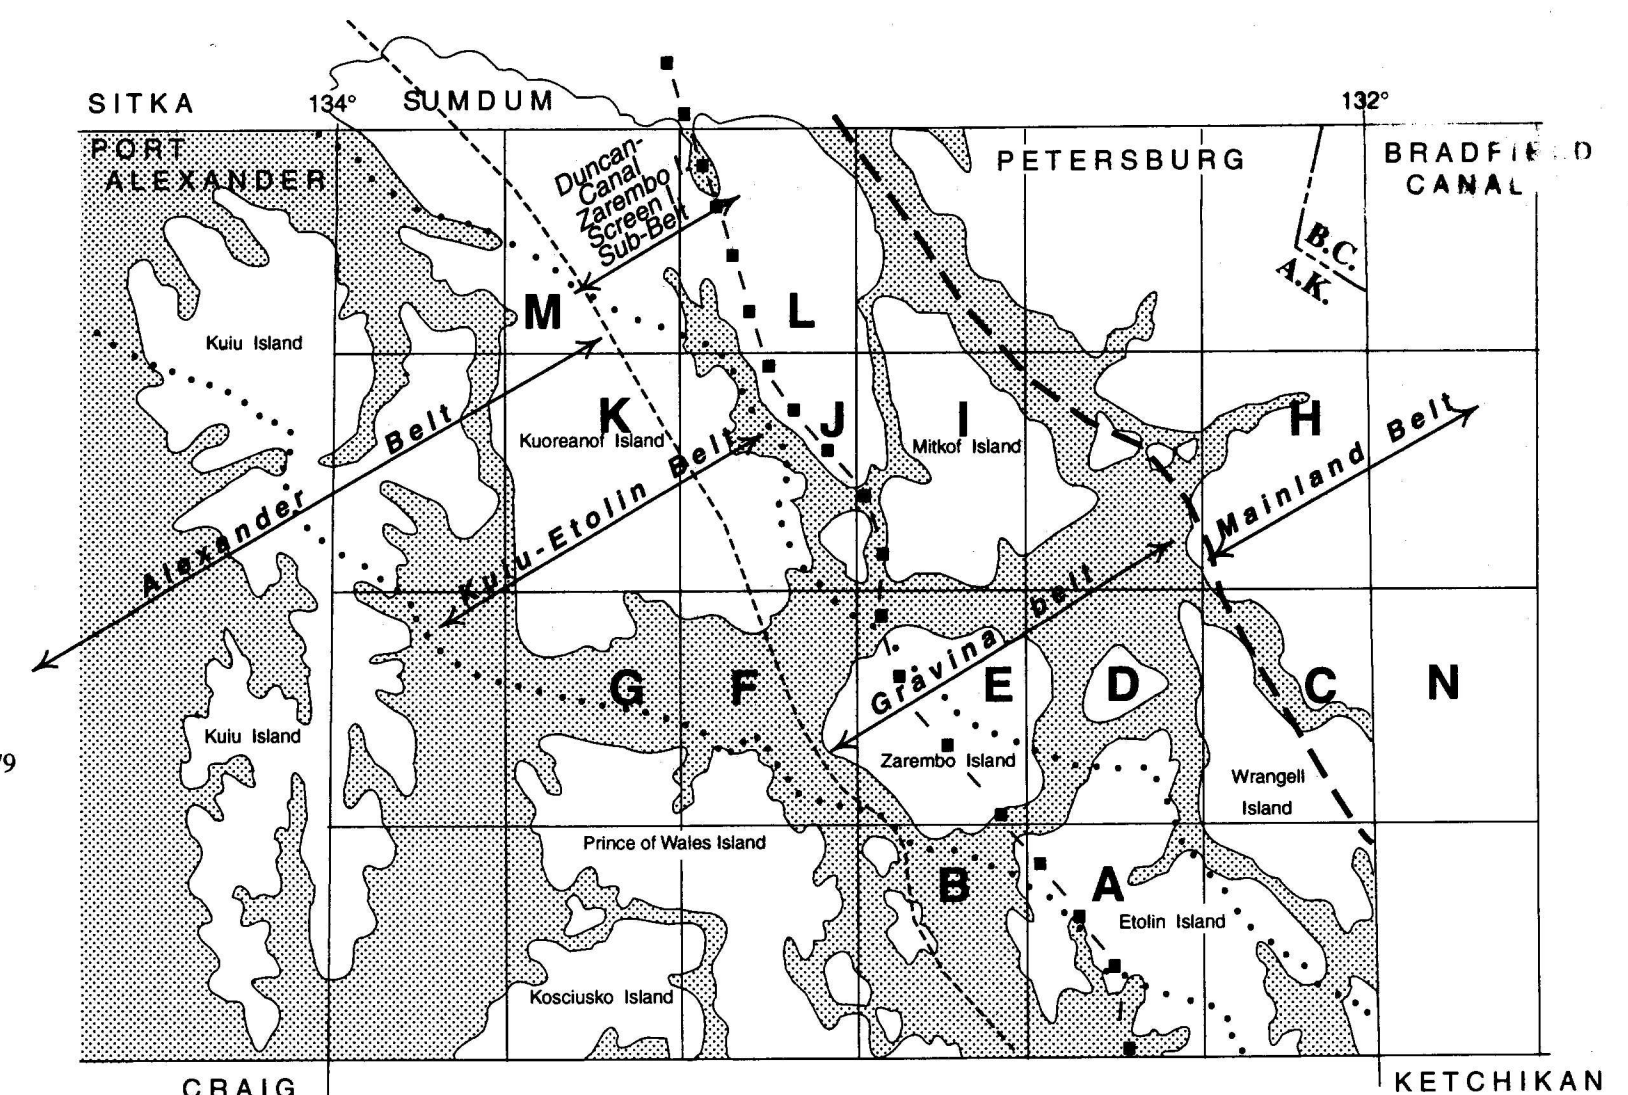 SITKA
134°
SUMDUM
132°
PORT
ALEXANDER
PETERSBURG
BRADFIELD
CANAL
Duncan-
Canal
Zarembo I.
Screen I.
Sub-Belt
B.C.
A.K.
M
L
Kuiu Island
K
Kuoreanof Island
J
I
Mitkof Island
H
Alexander Belt
Kuiu-Etolin Belt
Mainland Belt
Gravina belt
G
F
E
D
C
N
Kuiu Island
/9
Zarembo Island
Wrangell
Island
Prince of Wales Island
B
A
Etolin Island
Kosciusko Island
CRAIG
KETCHIKAN